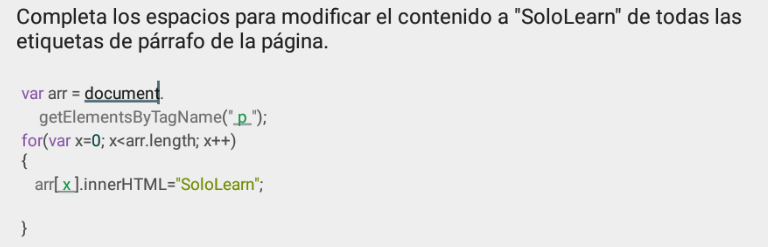 Completa los espacios para modificar el contenido a "SoloLearn" de todas las
etiquetas de párrafo de la página.
var arr = document.
getElementsByTagName(" p ");
for(var x=0; x<arr.length; x++)
{
arr[ x ].innerHTML="SoloLearn";
}